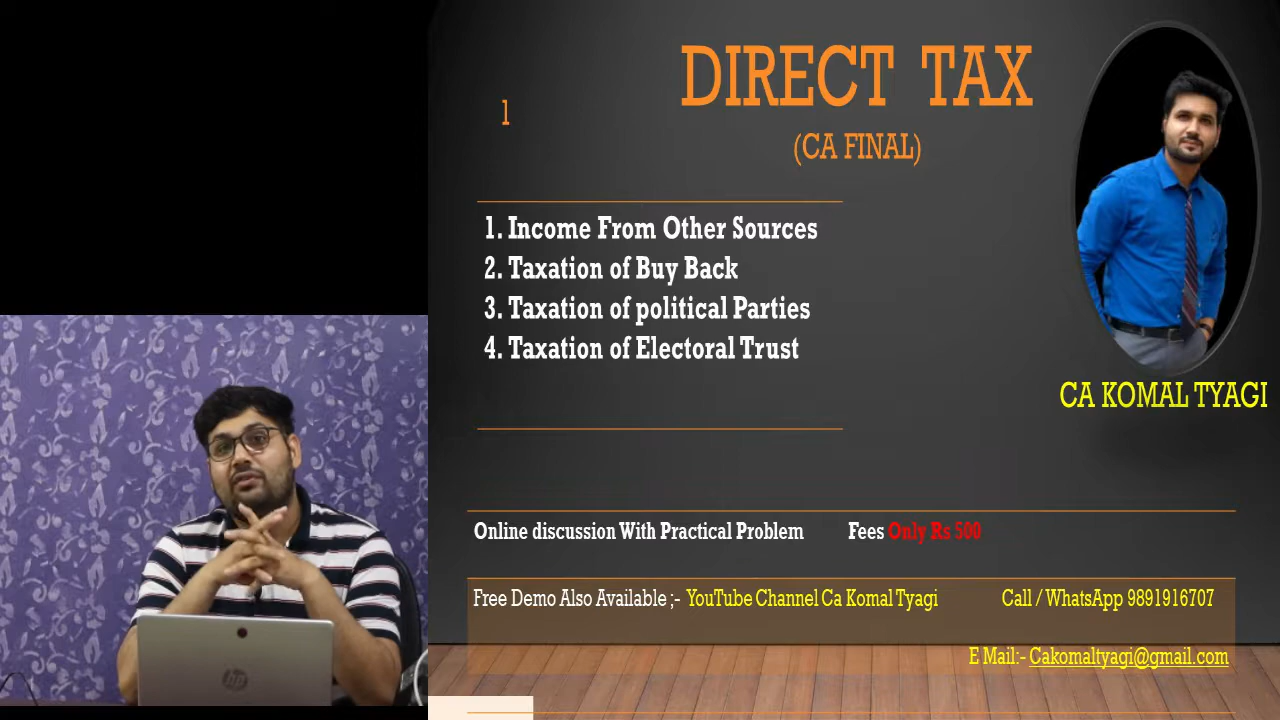 DIRECT TAX
1
(CA FINAL)
1. Income From Other Sources
2. Taxation of Buy Back
3. Taxation of political Parties
4. Taxation of Electoral Trust
CA KOMAL TYAGI
Online discussion With Practical Problem Fees Only Rs 500
Free Demo Also Available ;- YouTube Channel Ca Komal Tyagi Call / WhatsApp 9891916707
E Mail:- Cakomaltyagi@gmail.com
hp